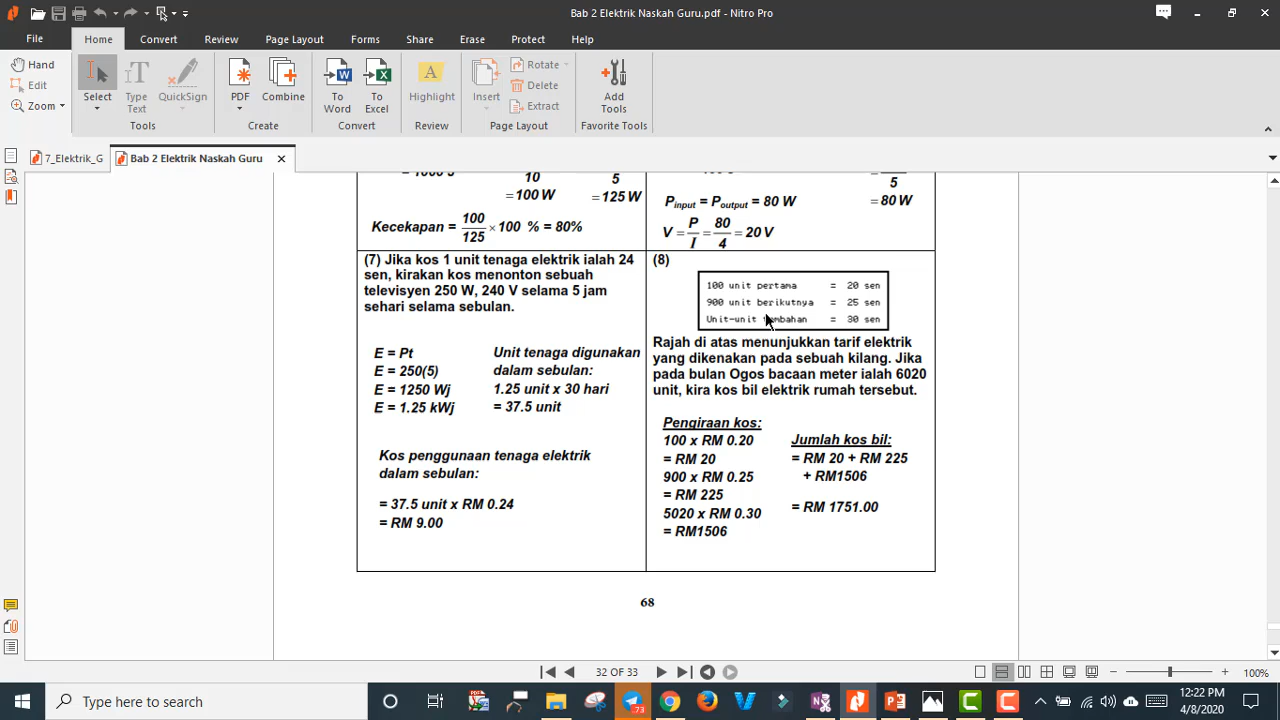 Bab 2 Elektrik Naskah Guru.pdf - Nitro Pro
File Home Convert Review Page Layout Forms Share Erase Protect Help
Hand
Edit
Zoom
Select
Type Text
QuickSign
Tools
PDF
Combine
Create
To Word
To Excel
Convert
Highlight
Review
Insert
Rotate
Delete
Extract
Page Layout
Add Tools
Favorite Tools
7_Elektrik_G
Bab 2 Elektrik Naskah Guru
10
= 100 W
5
= 125 W
Kecekapan = 100/125 × 100 % = 80%
5
= 80 W
Pinput = Poutput = 80 W
V = P/I = 80/4 = 20 V
(7) Jika kos 1 unit tenaga elektrik ialah 24
sen, kirakan kos menonton sebuah
televisyen 250 W, 240 V selama 5 jam
sehari selama sebulan.
E = Pt
E = 250(5)
E = 1250 Wj
E = 1.25 kWj
Unit tenaga digunakan
dalam sebulan:
1.25 unit x 30 hari
= 37.5 unit
Kos penggunaan tenaga elektrik
dalam sebulan:
= 37.5 unit x RM 0.24
= RM 9.00
(8)
100 unit pertama = 20 sen
900 unit berikutnya = 25 sen
Unit-unit tambahan = 30 sen
Rajah di atas menunjukkan tarif elektrik
yang dikenakan pada sebuah kilang. Jika
pada bulan Ogos bacaan meter ialah 6020
unit, kira kos bil elektrik rumah tersebut.
Pengiraan kos:
100 x RM 0.20
= RM 20
900 x RM 0.25
= RM 225
5020 x RM 0.30
= RM1506
Jumlah kos bil:
= RM 20 + RM 225
+ RM1506
= RM 1751.00
68
32 OF 33
100%
Type here to search
73
12:22 PM
4/8/2020